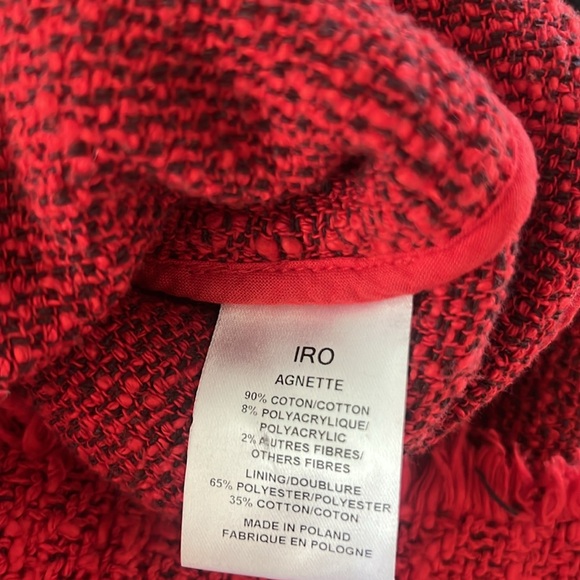 IRO
AGNETTE
90% COTON/COTTON
8% POLYACRYLIQUE/
POLYACRYLIC
2% AUTRES FIBRES/
OTHERS FIBRES
LINING/DOUBLURE
65% POLYESTER/POLYESTER
35% COTTON/COTON
MADE IN POLAND
FABRIQUE EN POLOGNE